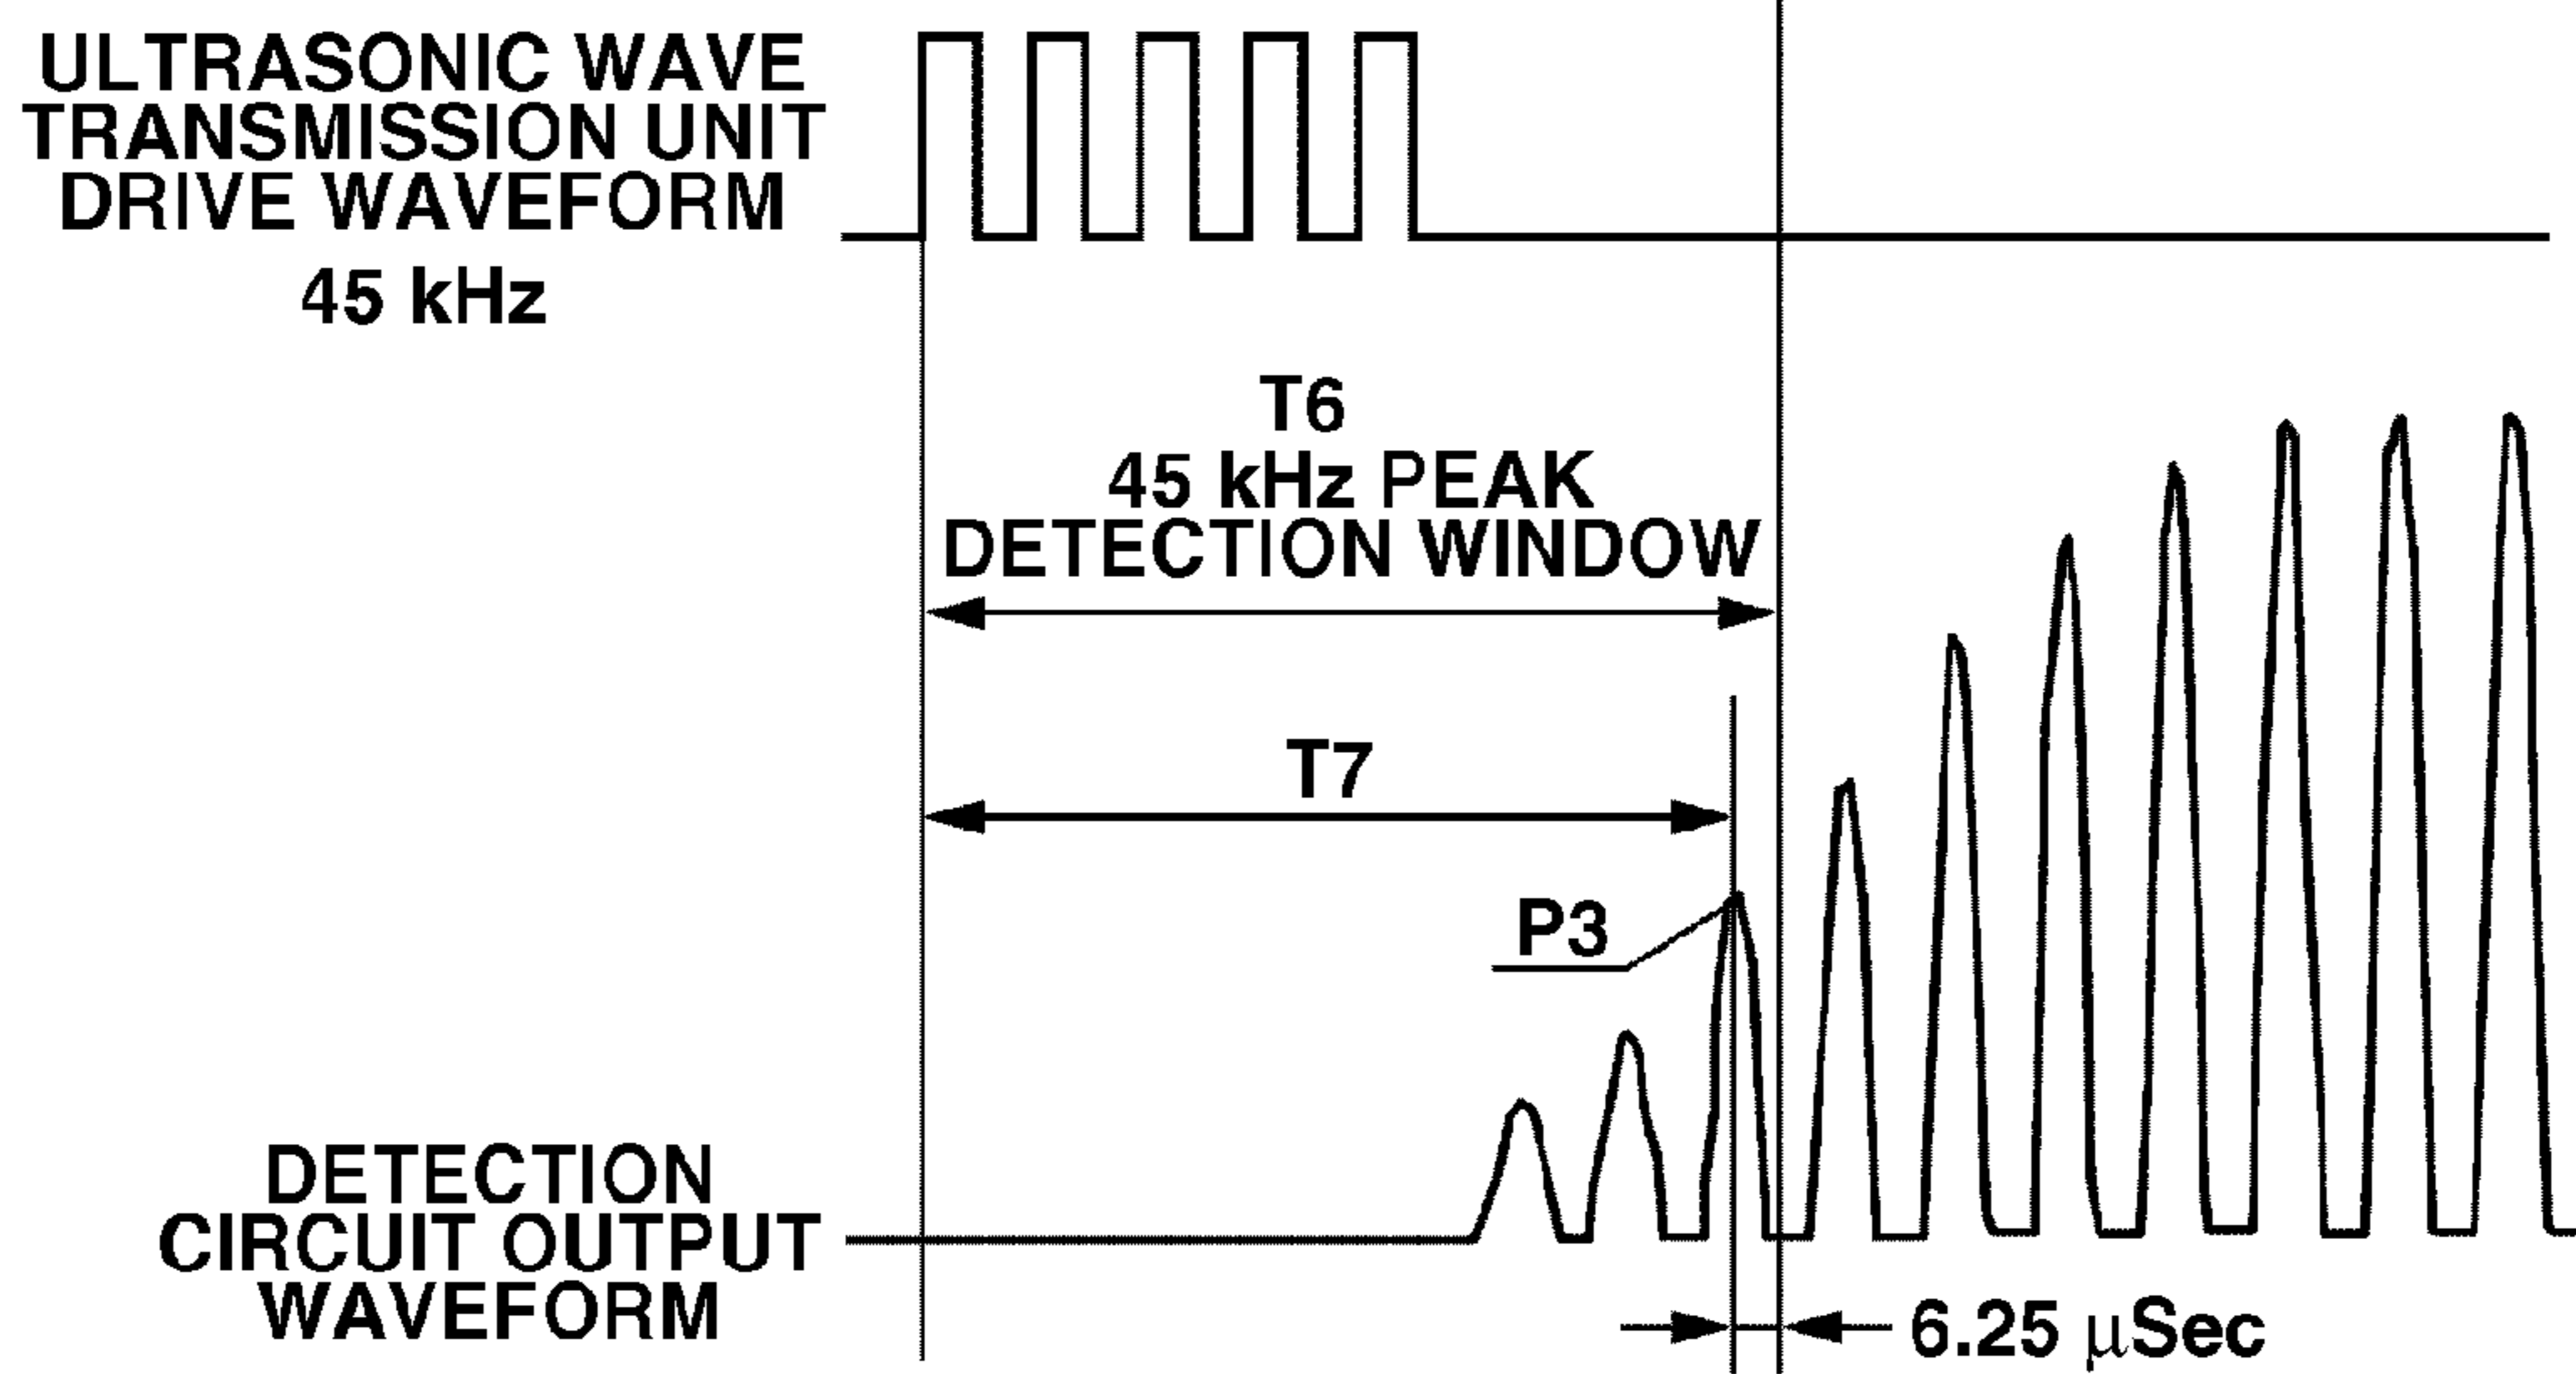 ULTRASONIC WAVE
TRANSMISSION UNIT
DRIVE WAVEFORM
45 kHz
T6
45 kHz PEAK
DETECTION WINDOW
T7
P3
DETECTION
CIRCUIT OUTPUT
WAVEFORM
6.25 μSec